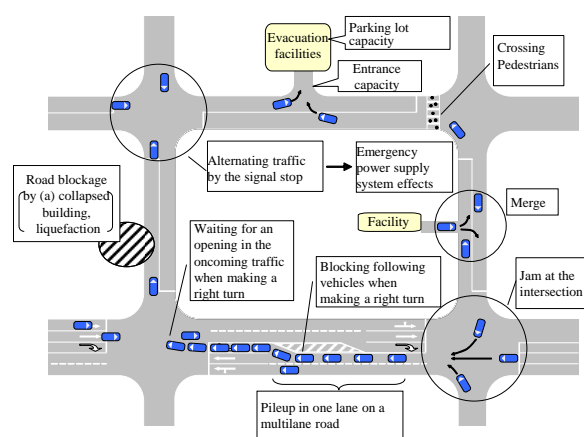 Evacuation
facilities
Parking lot
capacity
Entrance
capacity
Crossing
Pedestrians
Alternating traffic
by the signal stop
Emergency
power supply
system effects
Road blockage
by (a) collapsed
building,
liquefaction
Facility
Merge
Waiting for an
opening in the
oncoming traffic
when making a
right turn
Blocking following
vehicles when
making a right turn
Jam at the
intersection
Pileup in one lane on a
multilane road